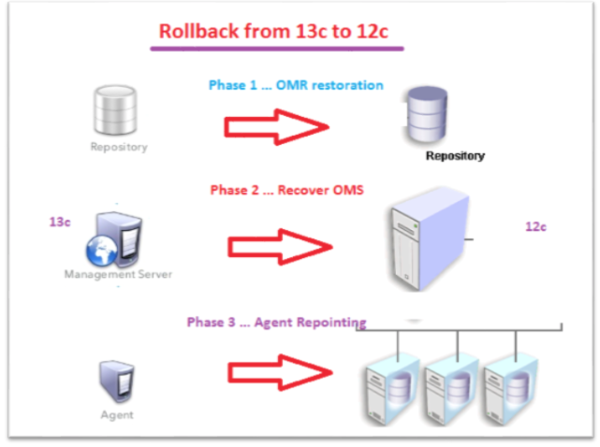 Rollback from 13c to 12c
Phase 1 ... OMR restoration
Repository
Repository
Phase 2 ... Recover OMS
13c
12c
Management Server
Phase 3 ... Agent Repointing
Agent